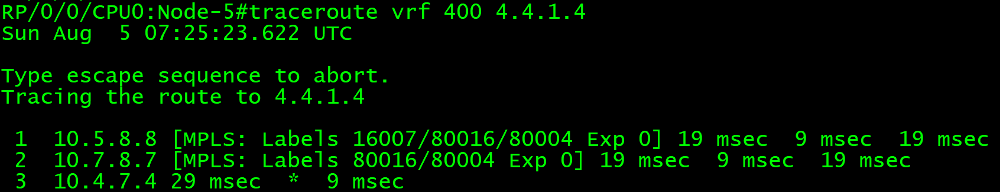 RP/0/0/CPU0:Node-5#traceroute vrf 400 4.4.1.4
Sun Aug  5 07:25:23.622 UTC
Type escape sequence to abort.
Tracing the route to 4.4.1.4
 1  10.5.8.8 [MPLS: Labels 16007/80016/80004 Exp 0] 19 msec  9 msec  19 msec
 2  10.7.8.7 [MPLS: Labels 80016/80004 Exp 0] 19 msec  9 msec  19 msec
 3  10.4.7.4 29 msec  *  9 msec